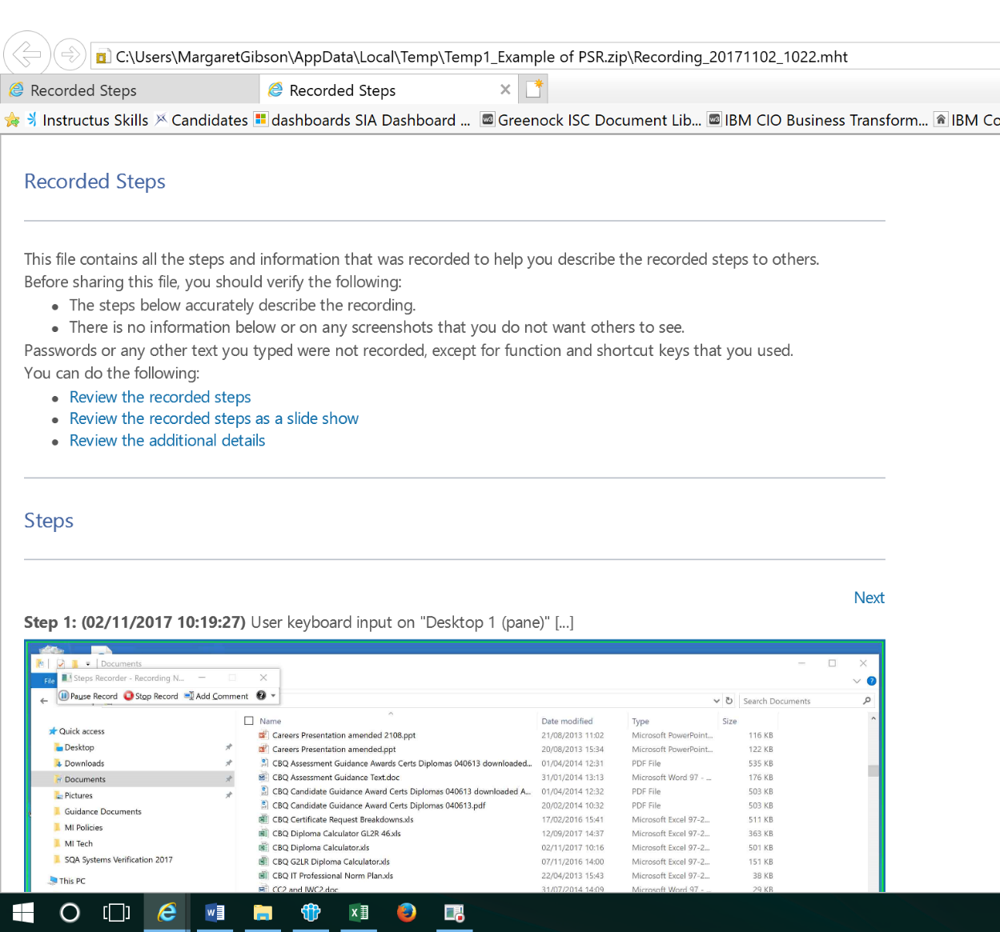 C:\Users\MargaretGibson\AppData\Local\Temp\Temp1_Example of PSR.zip\Recording_20171102_1022.mht
Recorded Steps
Recorded Steps
Instructus Skills Candidates dashboards SIA Dashboard ... Greenock ISC Document Lib... IBM CIO Business Transform... IBM Co
Recorded Steps
This file contains all the steps and information that was recorded to help you describe the recorded steps to others.
Before sharing this file, you should verify the following:
• The steps below accurately describe the recording.
• There is no information below or on any screenshots that you do not want others to see.
Passwords or any other text you typed were not recorded, except for function and shortcut keys that you used.
You can do the following:
• Review the recorded steps
• Review the recorded steps as a slide show
• Review the additional details
Steps
Next
Step 1: (02/11/2017 10:19:27) User keyboard input on "Desktop 1 (pane)" [...]
Documents
File
Steps Recorder - Recording N...
Pause Record Stop Record Add Comment
Search Documents
Quick access
Desktop
Downloads
Documents
Pictures
Guidance Documents
MI Policies
MI Tech
SQA Systems Verification 2017
This PC
Name Date modified Type Size
Careers Presentation amended 2108.ppt 21/08/2013 11:02 Microsoft PowerPoint... 116 KB
Careers Presentation amended.ppt 20/08/2013 15:34 Microsoft PowerPoint... 122 KB
CBQ Assessment Guidance Awards Certs Diplomas 040613 downloaded... 01/04/2014 12:31 PDF File 535 KB
CBQ Assessment Guidance Text.doc 31/01/2014 13:13 Microsoft Word 97 - ... 176 KB
CBQ Candidate Guidance Award Certs Diplomas 040613 downloaded A... 01/04/2014 12:32 PDF File 503 KB
CBQ Candidate Guidance Award Certs Diplomas 040613.pdf 20/02/2014 10:32 PDF File 503 KB
CBQ Certificate Request Breakdowns.xls 17/02/2016 15:41 Microsoft Excel 97-2... 511 KB
CBQ Diploma Calculator GL2R 46.xls 12/09/2017 14:37 Microsoft Excel 97-2... 363 KB
CBQ Diploma Calculator.xls 02/11/2017 10:16 Microsoft Excel 97-2... 501 KB
CBQ G2LR Diploma Calculator.xls 07/11/2016 14:00 Microsoft Excel 97-2... 151 KB
CBQ IT Professional Norm Plan.xls 22/04/2013 15:43 Microsoft Excel 97-2... 38 KB
CC2 and IWC2.doc 31/07/2014 14:09 Microsoft Word 97 - ... 29 KB